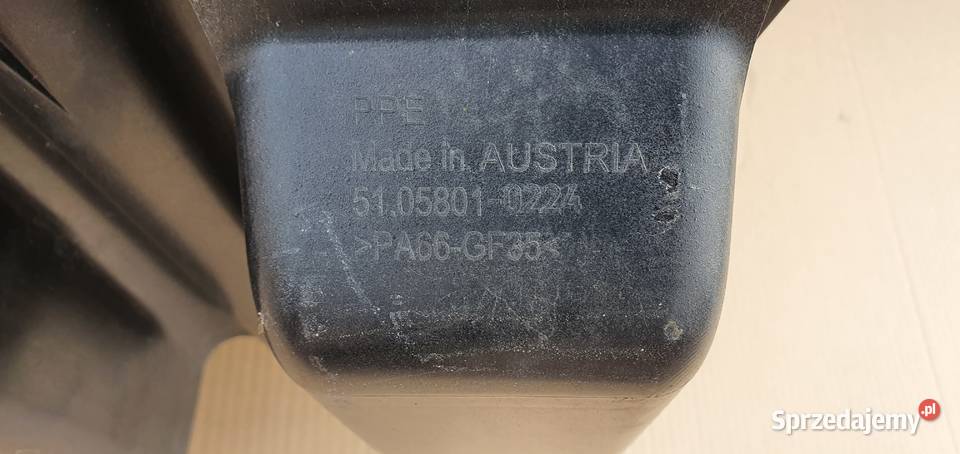 PPE
Made in AUSTRIA
51.05801-0224
>PA66-GF35<
Sprzedajemy.pl